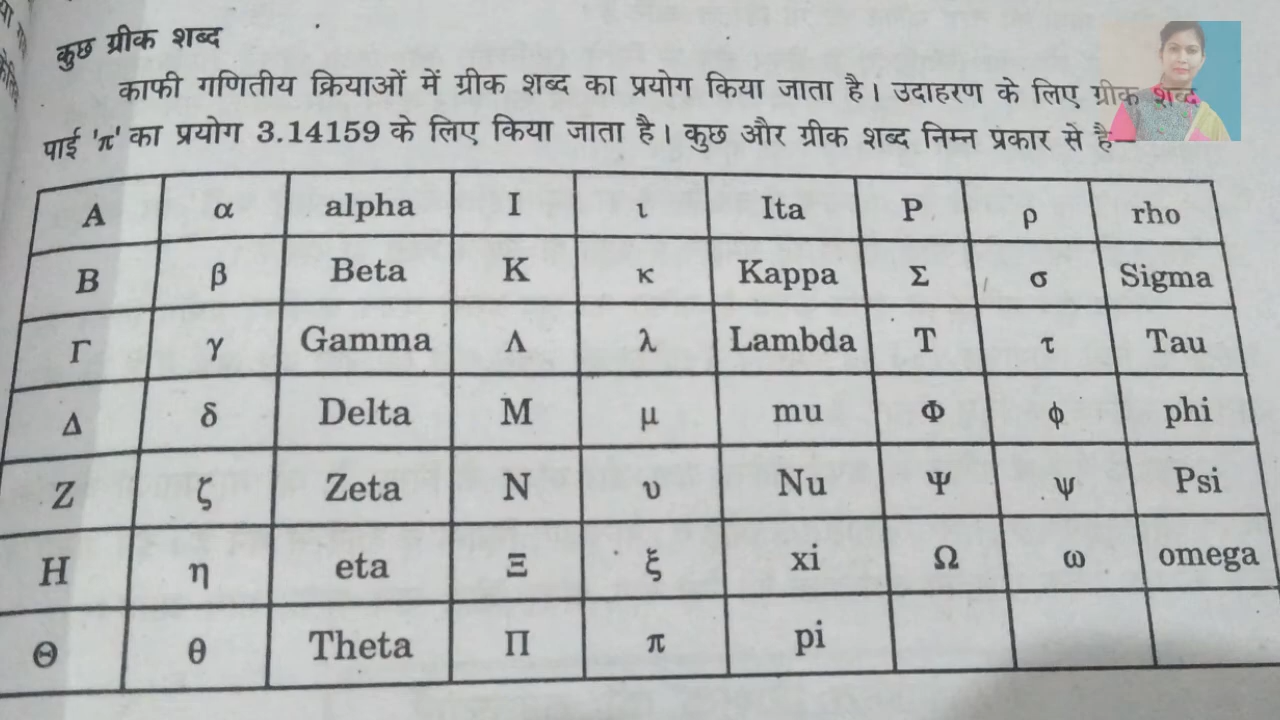 कुछ ग्रीक शब्द
काफी गणितीय क्रियाओं में ग्रीक शब्द का प्रयोग किया जाता है। उदाहरण के लिए ग्रीक शब्द
पाई 'π' का प्रयोग 3.14159 के लिए किया जाता है। कुछ और ग्रीक शब्द निम्न प्रकार से है—
A α alpha I ι Ita P ρ rho
B β Beta K κ Kappa Σ σ Sigma
Γ γ Gamma Λ λ Lambda T τ Tau
Δ δ Delta M μ mu Φ ϕ phi
Z ζ Zeta N υ Nu Ψ ψ Psi
H η eta Ξ ξ xi Ω ω omega
Θ θ Theta Π π pi